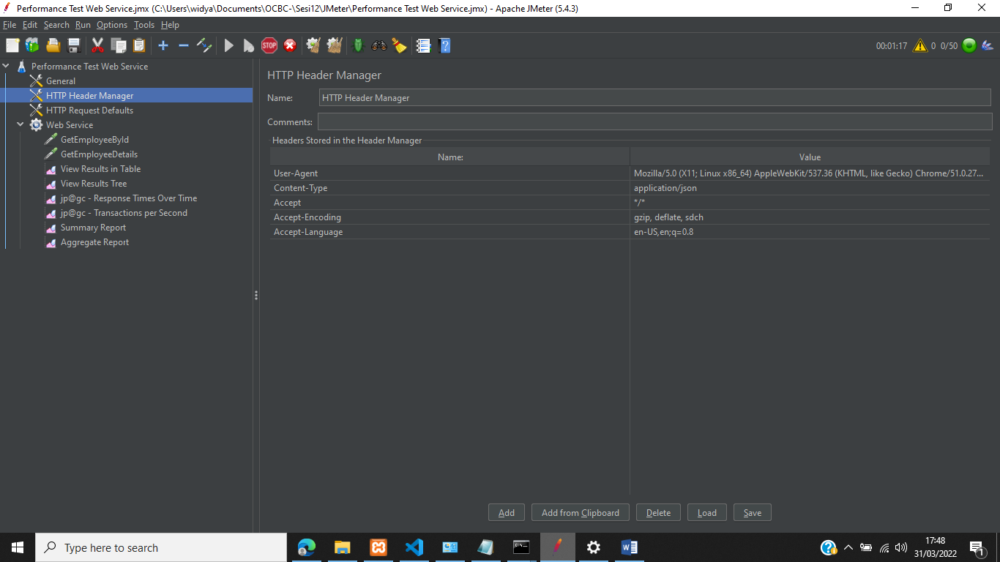 Performance Test Web Service.jmx (C:\Users\widya\Documents\OCBC-\Sesi12\JMeter\Performance Test Web Service.jmx) - Apache JMeter (5.4.3)
File Edit Search Run Options Tools Help
STOP
00:01:17 0 0/50
Performance Test Web Service
General
HTTP Header Manager
HTTP Request Defaults
Web Service
GetEmployeeById
GetEmployeeDetails
View Results in Table
View Results Tree
jp@gc - Response Times Over Time
jp@gc - Transactions per Second
Summary Report
Aggregate Report
HTTP Header Manager
Name: HTTP Header Manager
Comments:
Headers Stored in the Header Manager
Name: Value
User-Agent Mozilla/5.0 (X11; Linux x86_64) AppleWebKit/537.36 (KHTML, like Gecko) Chrome/51.0.27...
Content-Type application/json
Accept */*
Accept-Encoding gzip, deflate, sdch
Accept-Language en-US,en;q=0.8
Add Add from Clipboard Delete Load Save
Type here to search
17:48
31/03/2022
1